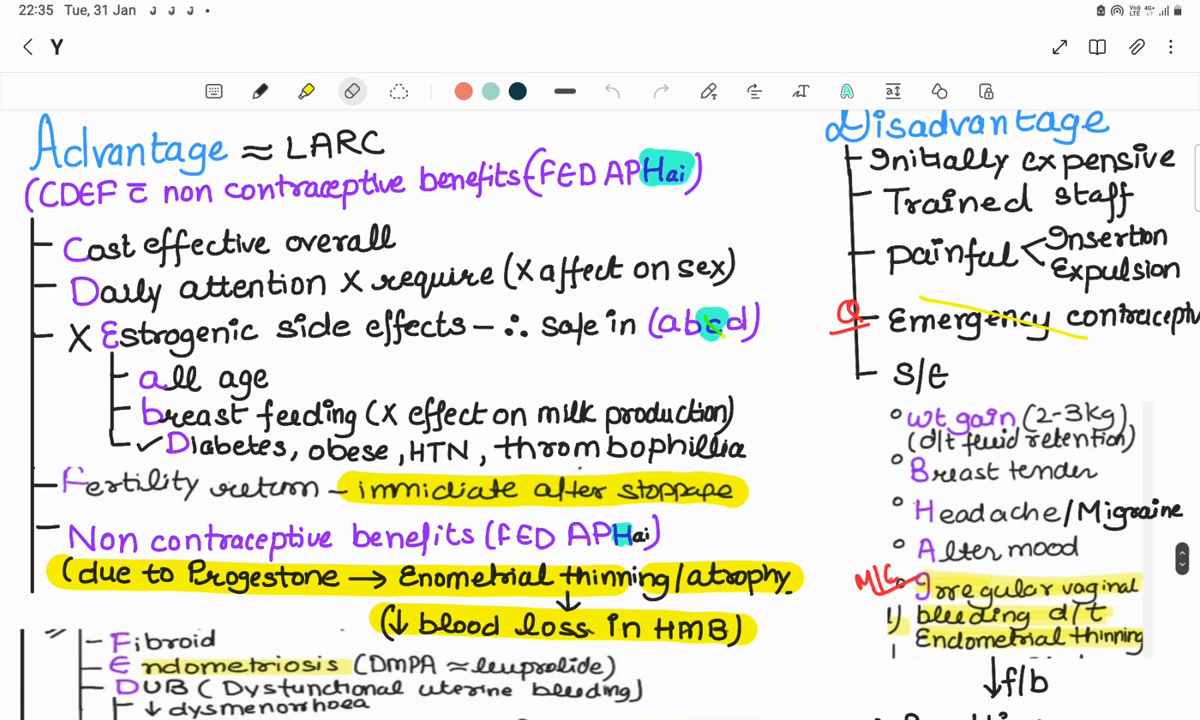 22:35 Tue, 31 Jan
Y
Advantage ≈ LARC
(CDEF c̄ non contraceptive benefits-(FED APHai)
Cost effective overall
Daily attention X require (X affect on sex)
X Estrogenic side effects - ∴ safe in (abcd)
all age
breast feeding (X effect on milk production)
✓ Diabetes, obese, HTN, thrombophillia
Fertility return - immidiate after stoppage
Non contraceptive benefits (FED APHai)
(due to Progestone → Enometrial thinning/atrophy.
↓
(↓ blood loss in HMB)
Fibroid
Endometriosis (DMPA ≈ leuprolide)
DUB (Dysfunctional uterine bleeding)
↓ dysmenorrhoea
Disadvantage
Initially expensive
Trained staff
Painful < Insertion
Expulsion
Q Emergency contracepti
S/E
Wt gain (2-3kg)
(d/t fluid retention)
Breast tender
Headache/Migraine
Alter mood
M/C Irregular vaginal
1) bleeding d/t
Endometrial thinning
↓ f/b